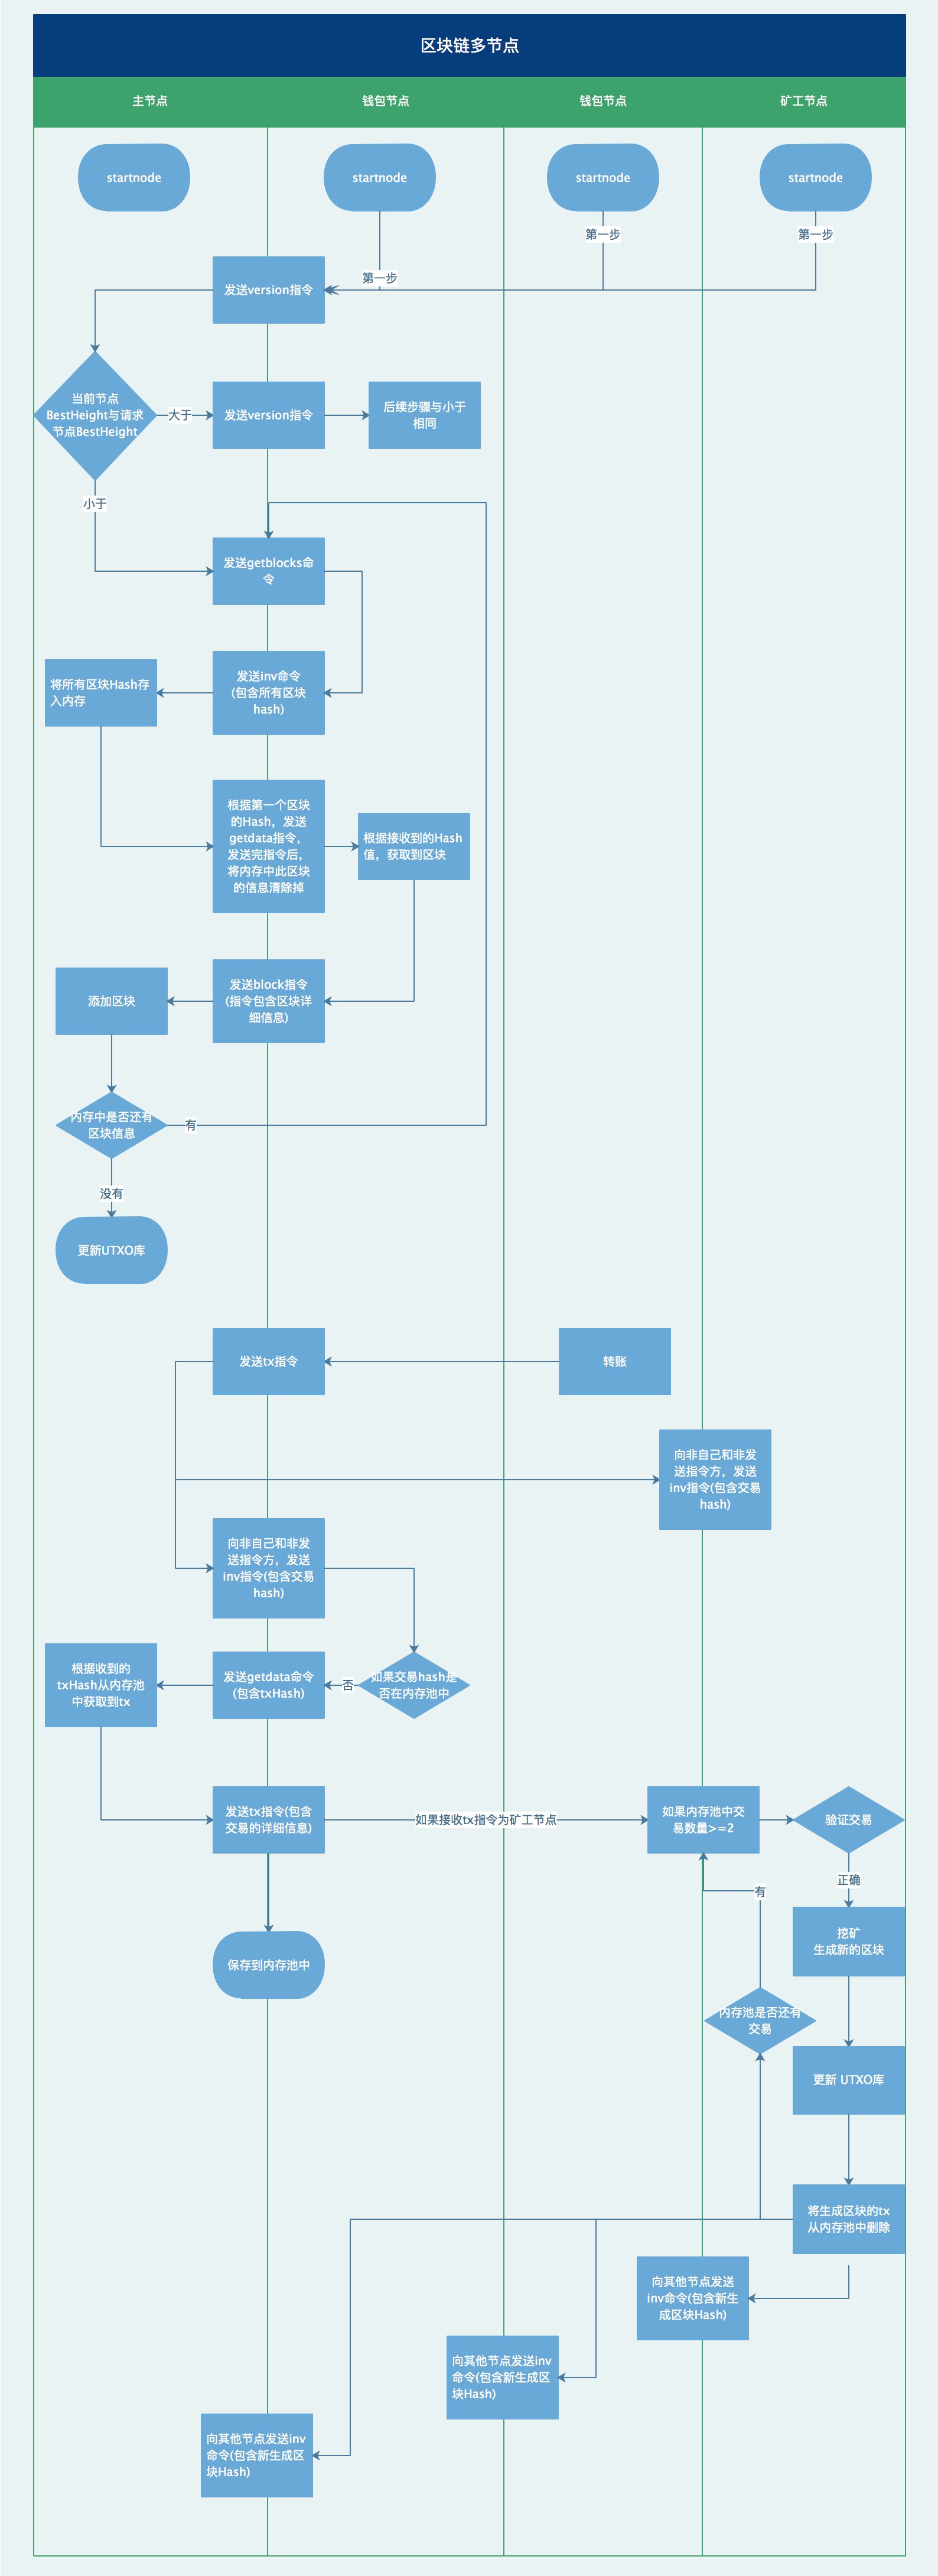 区块链多节点
主节点
钱包节点
钱包节点
矿工节点
startnode
startnode
startnode
startnode
第一步
第一步
第一步
发送version指令
当前节点
BestHeight与请求
节点BestHeight
大于
发送version指令
后续步骤与小于
相同
小于
发送getblocks命
令
发送inv命令
(包含所有区块
hash)
将所有区块Hash存
入内存
根据第一个区块
的Hash，发送
getdata指令，
发送完指令后，
将内存中此区块
的信息清除掉
根据接收到的Hash
值，获取到区块
发送block指令
(指令包含区块详
细信息)
添加区块
内存中是否还有
区块信息
有
没有
更新UTXO库
发送tx指令
转账
向非自己和非发
送指令方，发送
inv指令(包含交易
hash)
向非自己和非发
送指令方，发送
inv指令(包含交易
hash)
如果交易hash是
否在内存池中
否
发送getdata命令
(包含txHash)
根据收到的
txHash从内存池
中获取到tx
发送tx指令(包含
交易的详细信息)
如果接收tx指令为矿工节点
如果内存池中交
易数量>=2
验证交易
正确
有
挖矿
生成新的区块
保存到内存池中
内存池是否还有
交易
更新 UTXO库
将生成区块的tx
从内存池中删除
向其他节点发送
inv命令(包含新生
成区块Hash)
向其他节点发送inv
命令(包含新生成区
块Hash)
向其他节点发送inv
命令(包含新生成区
块Hash)